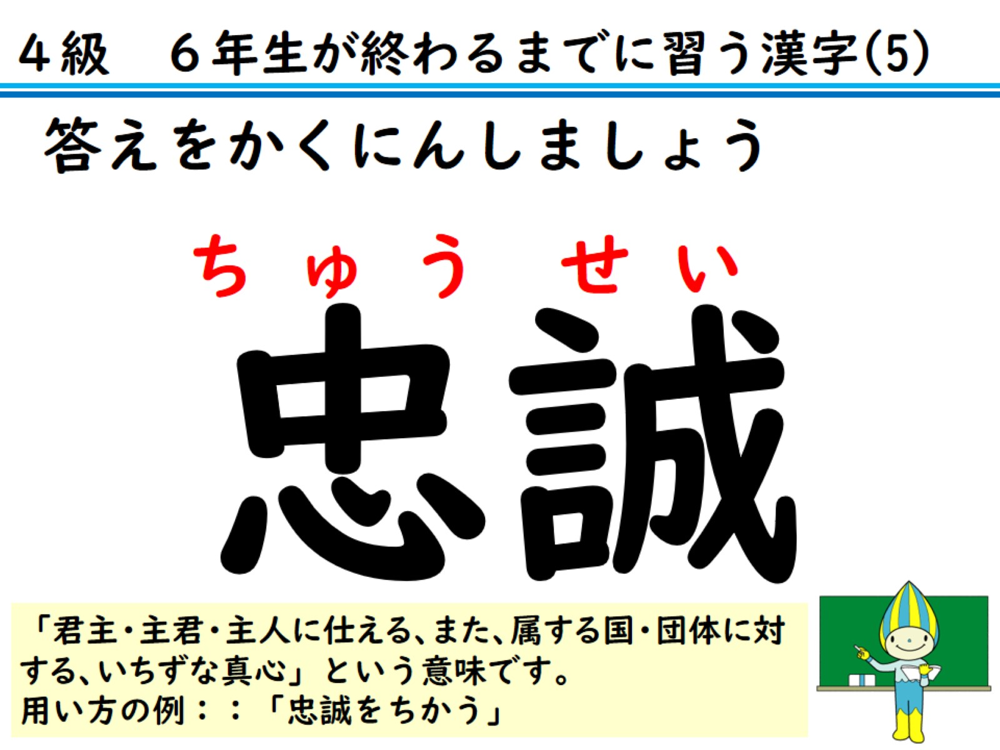 ４級　６年生が終わるまでに習う漢字(5)
答えをかくにんしましょう
ちゅう せい
忠誠
「君主・主君・主人に仕える、また、属する国・団体に対
する、いちずな真心」という意味です。
用い方の例：：「忠誠をちかう」